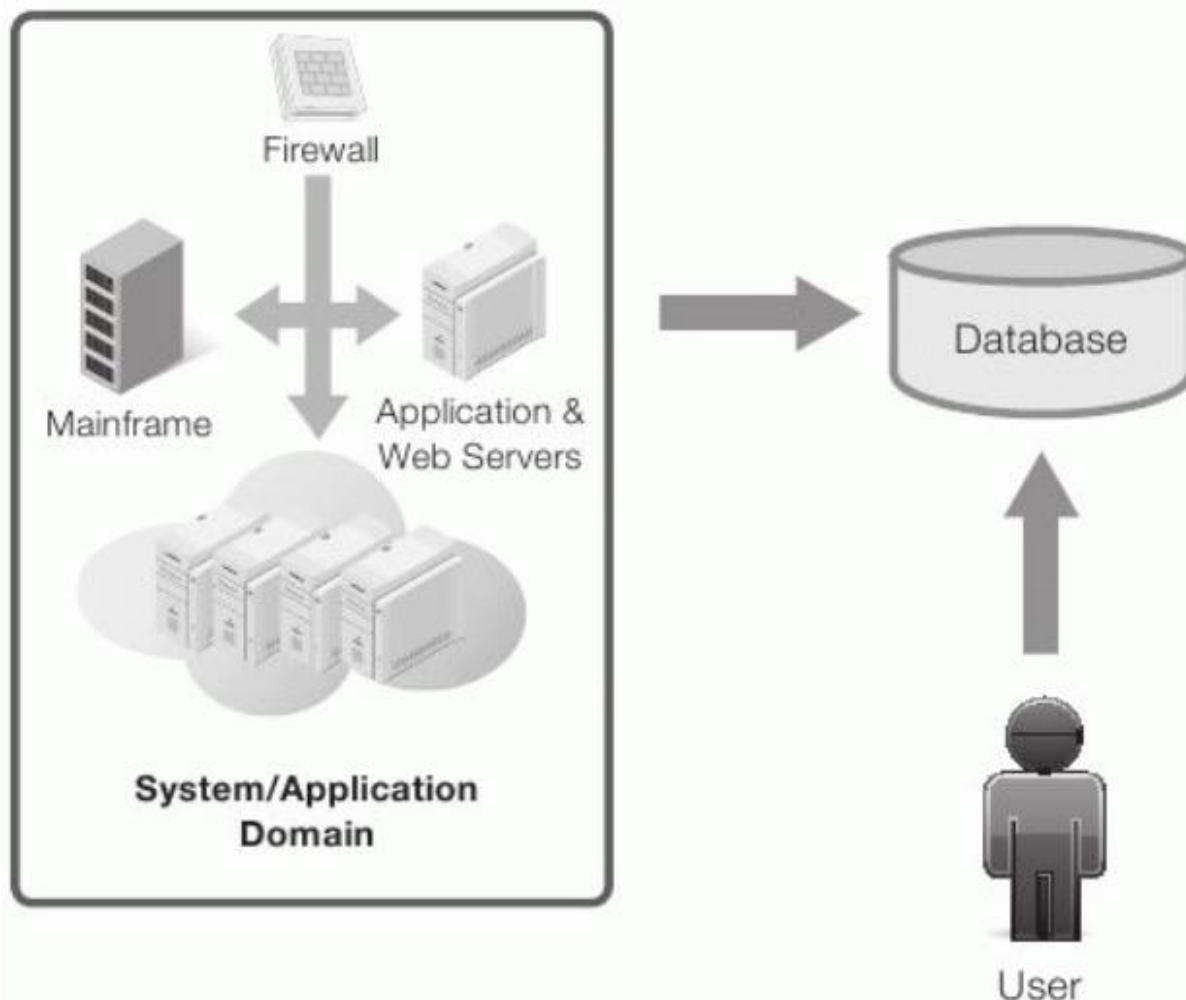 Firewall
Mainframe
Application &
Web Servers
System/Application
Domain
Database
User